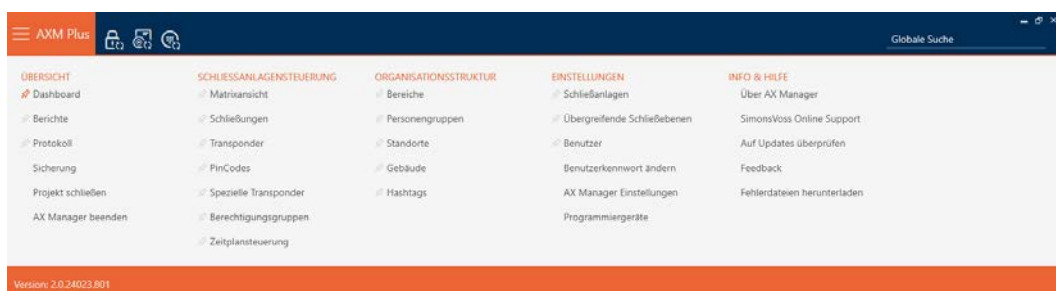 AXM Plus
Globale Suche
ÜBERSICHT
Dashboard
Berichte
Protokoll
Sicherung
Projekt schließen
AX Manager beenden
SCHLIESSANLAGENSTEUERUNG
Matrixansicht
Schließungen
Transponder
PinCodes
Spezielle Transponder
Berechtigungsgruppen
Zeitplansteuerung
ORGANISATIONSSTRUKTUR
Bereiche
Personengruppen
Standorte
Gebäude
Hashtags
EINSTELLUNGEN
Schließanlagen
Übergreifende Schließebenen
Benutzer
Benutzerkennwort ändern
AX Manager Einstellungen
Programmiergeräte
INFO & HILFE
Über AX Manager
SimonsVoss Online Support
Auf Updates überprüfen
Feedback
Fehlerdateien herunterladen
Version: 2.0.24023.801